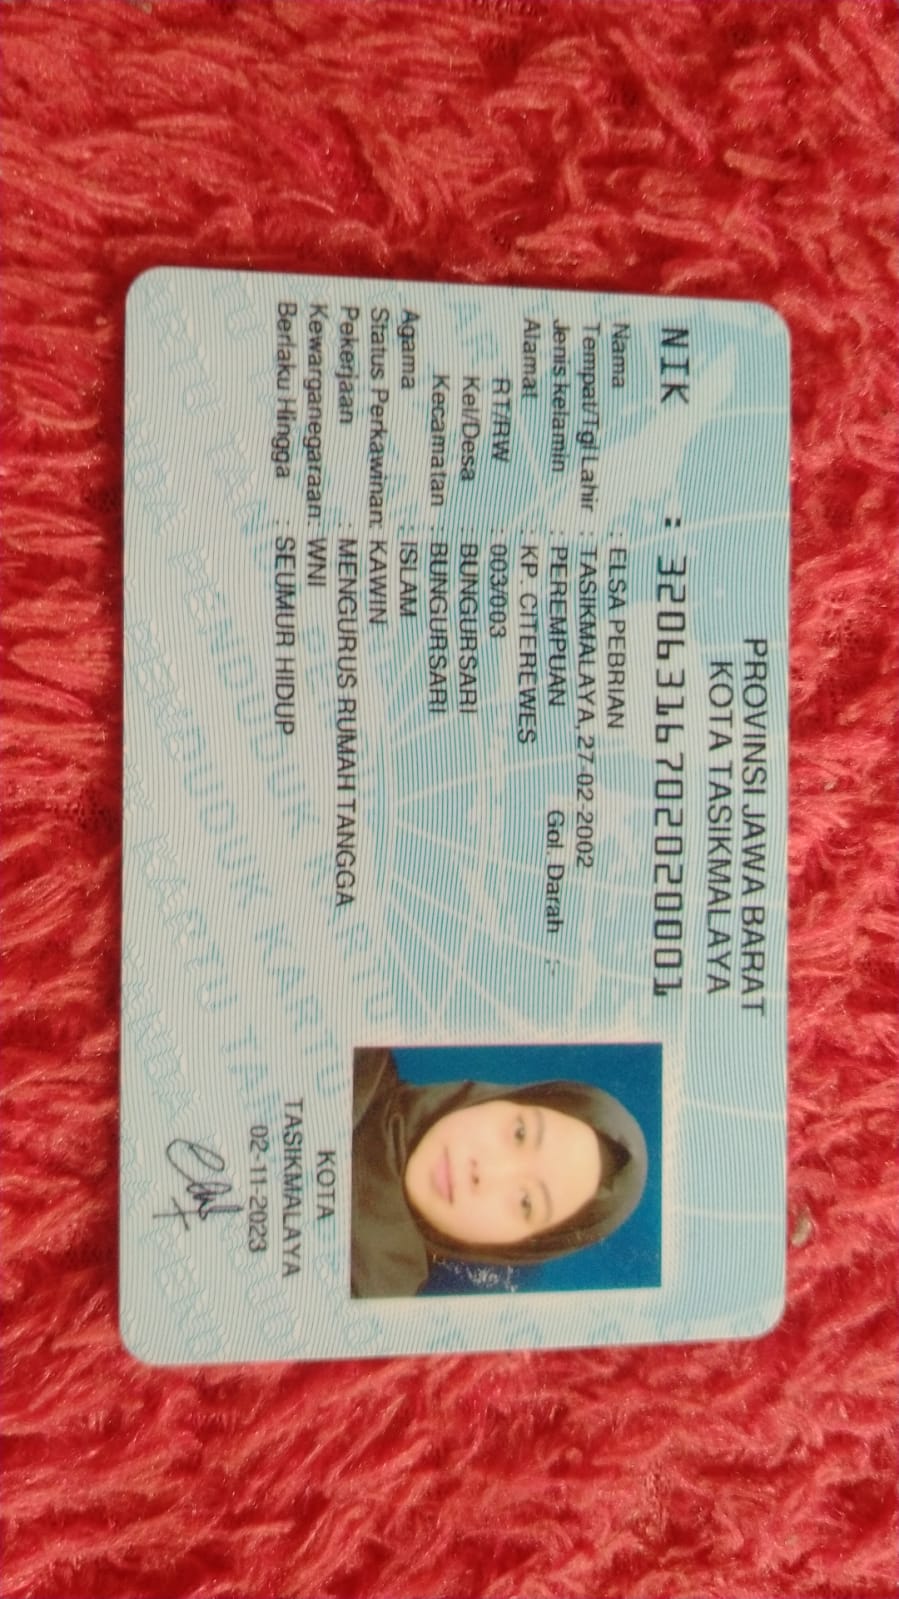 PROVINSI JAWA BARAT
KOTA TASIKMALAYA
NIK : 3206316702020001
Nama : ELSA PEBRIAN
Tempat/Tgl Lahir : TASIKMALAYA, 27-02-2002
Jenis kelamin : PEREMPUAN Gol. Darah :-
Alamat : KP. CITEREWES
RT/RW : 003/003
Kel/Desa : BUNGURSARI
Kecamatan : BUNGURSARI
Agama : ISLAM
Status Perkawinan: KAWIN
Pekerjaan : MENGURUS RUMAH TANGGA
Kewarganegaraan: WNI
Berlaku Hingga : SEUMUR HIDUP
KOTA
TASIKMALAYA
02-11-2023